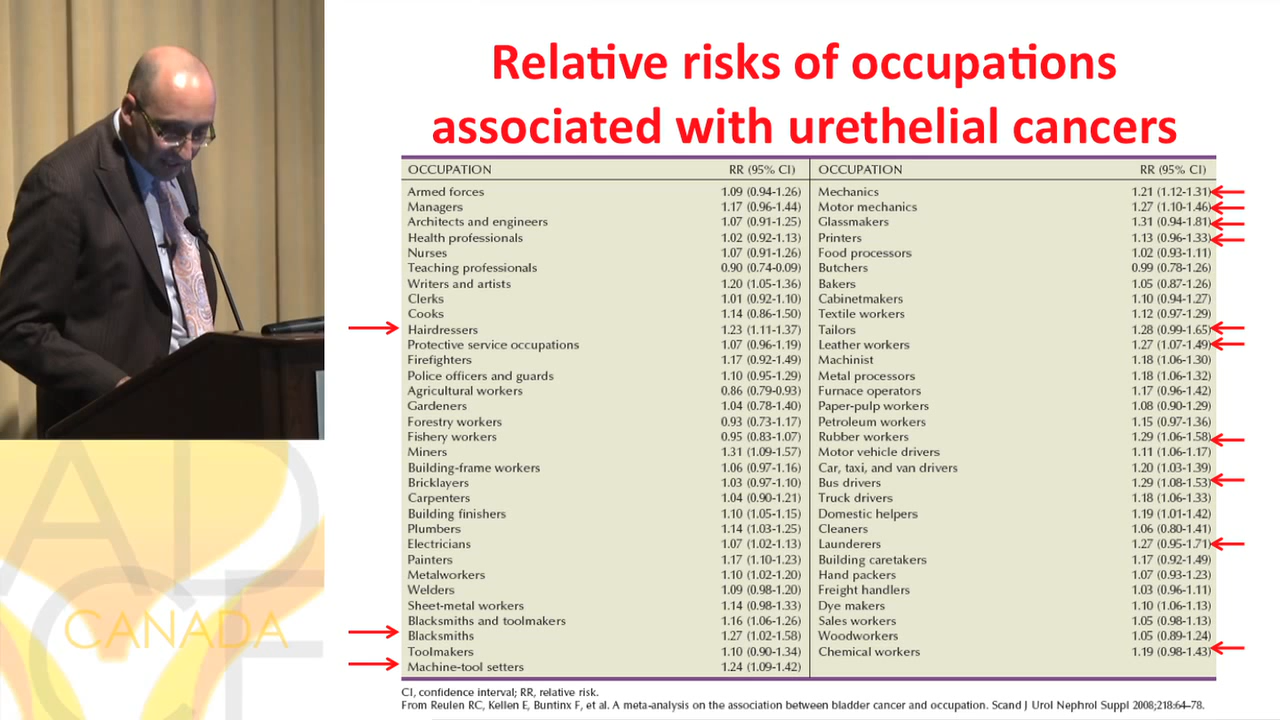 Relative risks of occupations
associated with urethelial cancers
OCCUPATION RR (95% CI) OCCUPATION RR (95% CI)
Armed forces 1.09 (0.94-1.26) Mechanics 1.21 (1.12-1.31)
Managers 1.17 (0.96-1.44) Motor mechanics 1.27 (1.10-1.46)
Architects and engineers 1.07 (0.91-1.25) Glassmakers 1.31 (0.94-1.81)
Health professionals 1.02 (0.92-1.13) Printers 1.13 (0.96-1.33)
Nurses 1.07 (0.91-1.26) Food processors 1.02 (0.93-1.11)
Teaching professionals 0.90 (0.74-0.09) Butchers 0.99 (0.78-1.26)
Writers and artists 1.20 (1.05-1.36) Bakers 1.05 (0.87-1.26)
Clerks 1.01 (0.92-1.10) Cabinetmakers 1.10 (0.94-1.27)
Cooks 1.14 (0.86-1.50) Textile workers 1.12 (0.97-1.29)
Hairdressers 1.23 (1.11-1.37) Tailors 1.28 (0.99-1.65)
Protective service occupations 1.07 (0.96-1.19) Leather workers 1.27 (1.07-1.49)
Firefighters 1.17 (0.92-1.49) Machinist 1.18 (1.06-1.30)
Police officers and guards 1.10 (0.95-1.29) Metal processors 1.18 (1.06-1.32)
Agricultural workers 0.86 (0.79-0.93) Furnace operators 1.17 (0.96-1.42)
Gardeners 1.04 (0.78-1.40) Paper-pulp workers 1.08 (0.90-1.29)
Forestry workers 0.93 (0.73-1.17) Petroleum workers 1.15 (0.97-1.36)
Fishery workers 0.95 (0.83-1.07) Rubber workers 1.29 (1.06-1.58)
Miners 1.31 (1.09-1.57) Motor vehicle drivers 1.11 (1.06-1.17)
Building-frame workers 1.06 (0.97-1.16) Car, taxi, and van drivers 1.20 (1.03-1.39)
Bricklayers 1.03 (0.97-1.10) Bus drivers 1.29 (1.08-1.53)
Carpenters 1.04 (0.90-1.21) Truck drivers 1.18 (1.06-1.33)
Building finishers 1.10 (1.05-1.15) Domestic helpers 1.19 (1.01-1.42)
Plumbers 1.14 (1.03-1.25) Cleaners 1.06 (0.80-1.41)
Electricians 1.07 (1.02-1.13) Launderers 1.27 (0.95-1.71)
Painters 1.17 (1.10-1.23) Building caretakers 1.17 (0.92-1.49)
Metalworkers 1.10 (1.02-1.20) Hand packers 1.07 (0.93-1.23)
Welders 1.09 (0.98-1.20) Freight handlers 1.03 (0.96-1.11)
Sheet-metal workers 1.14 (0.98-1.33) Dye makers 1.10 (1.06-1.13)
Blacksmiths and toolmakers 1.16 (1.06-1.26) Sales workers 1.05 (0.98-1.13)
Blacksmiths 1.27 (1.02-1.58) Woodworkers 1.05 (0.89-1.24)
Toolmakers 1.10 (0.90-1.34) Chemical workers 1.19 (0.98-1.43)
Machine-tool setters 1.24 (1.09-1.42)
CI, confidence interval; RR, relative risk.
From Reulen RC, Kellen E, Buntinx F, et al. A meta-analysis on the association between bladder cancer and occupation. Scand J Urol Nephrol Suppl 2008;218:64–78.
CANADA